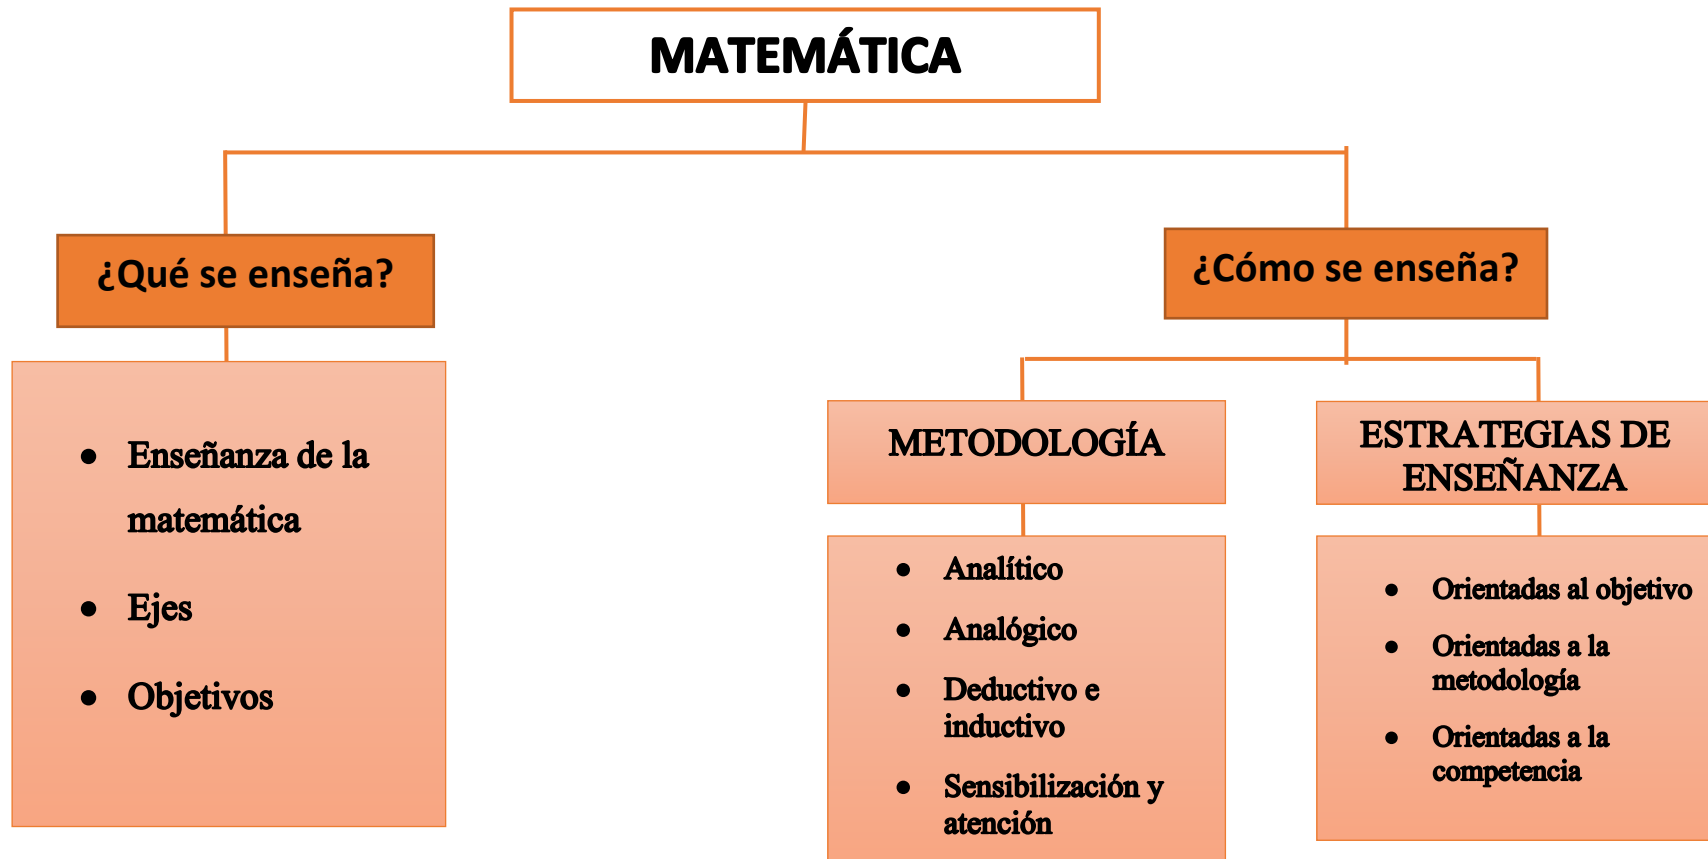 MATEMÁTICA
¿Qué se enseña?
● Enseñanza de la
matemática
● Ejes
● Objetivos
¿Cómo se enseña?
METODOLOGÍA
● Analítico
● Analógico
● Deductivo e
inductivo
● Sensibilización y
atención
ESTRATEGIAS DE
ENSEÑANZA
● Orientadas al objetivo
● Orientadas a la
metodología
● Orientadas a la
competencia